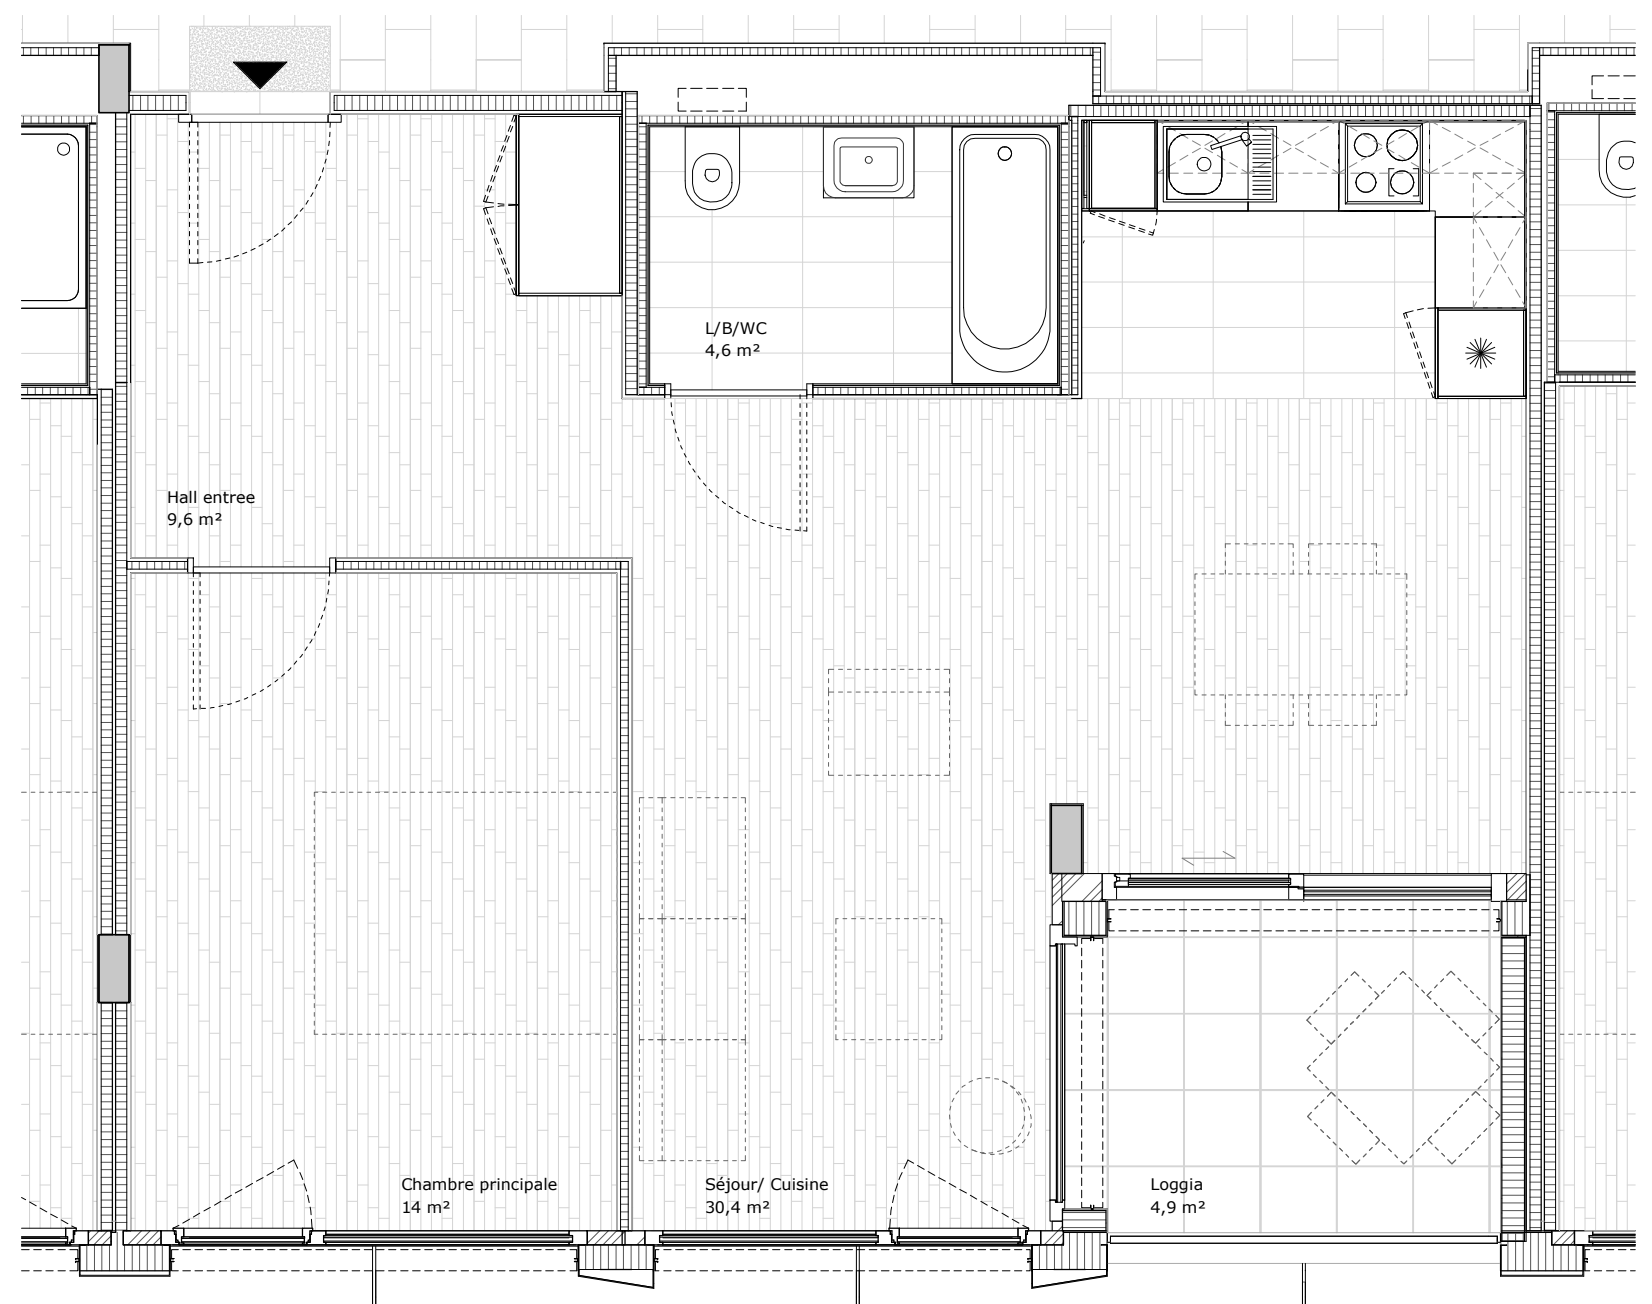 L/B/WC
4,6 m²
Hall entree
9,6 m²
Chambre principale
14 m²
Séjour/ Cuisine
30,4 m²
Loggia
4,9 m²